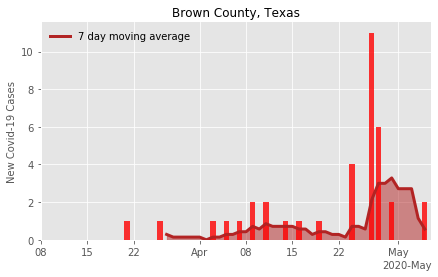 Brown County, Texas
7 day moving average
New Covid-19 Cases
10
8
6
4
2
0
08
15
22
Apr
08
15
22
May
2020-May